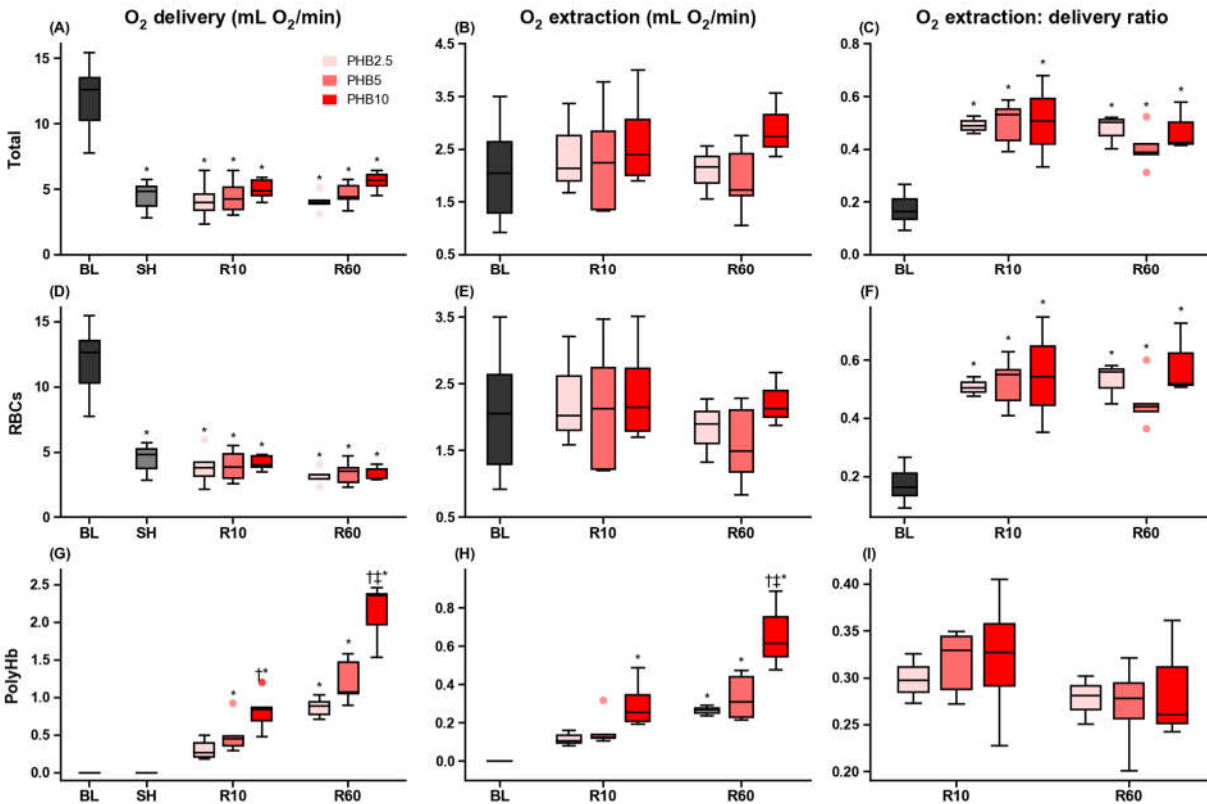 O₂ delivery (mL O₂/min)
O₂ extraction (mL O₂/min)
O₂ extraction: delivery ratio
(A)
Total
15
10
5
0
PHB2.5
PHB5
PHB10
* * * * * * *
BL SH R10 R60
(B)
3.5
2.5
1.5
0.5
BL R10 R60
(C)
0.8
0.6
0.4
0.2
0.0
* * * * * *
BL R10 R60
(D)
RBCs
15
10
5
0
* * * * * * *
BL SH R10 R60
(E)
3.5
2.5
1.5
0.5
BL R10 R60
(F)
0.6
0.4
0.2
* * * * * *
BL R10 R60
(G)
PolyHb
2.5
2.0
1.5
1.0
0.5
0.0
* †* * * †‡*
BL SH R10 R60
(H)
0.8
0.6
0.4
0.2
0.0
* * * †‡*
BL R10 R60
(I)
0.40
0.35
0.30
0.25
0.20
R10 R60